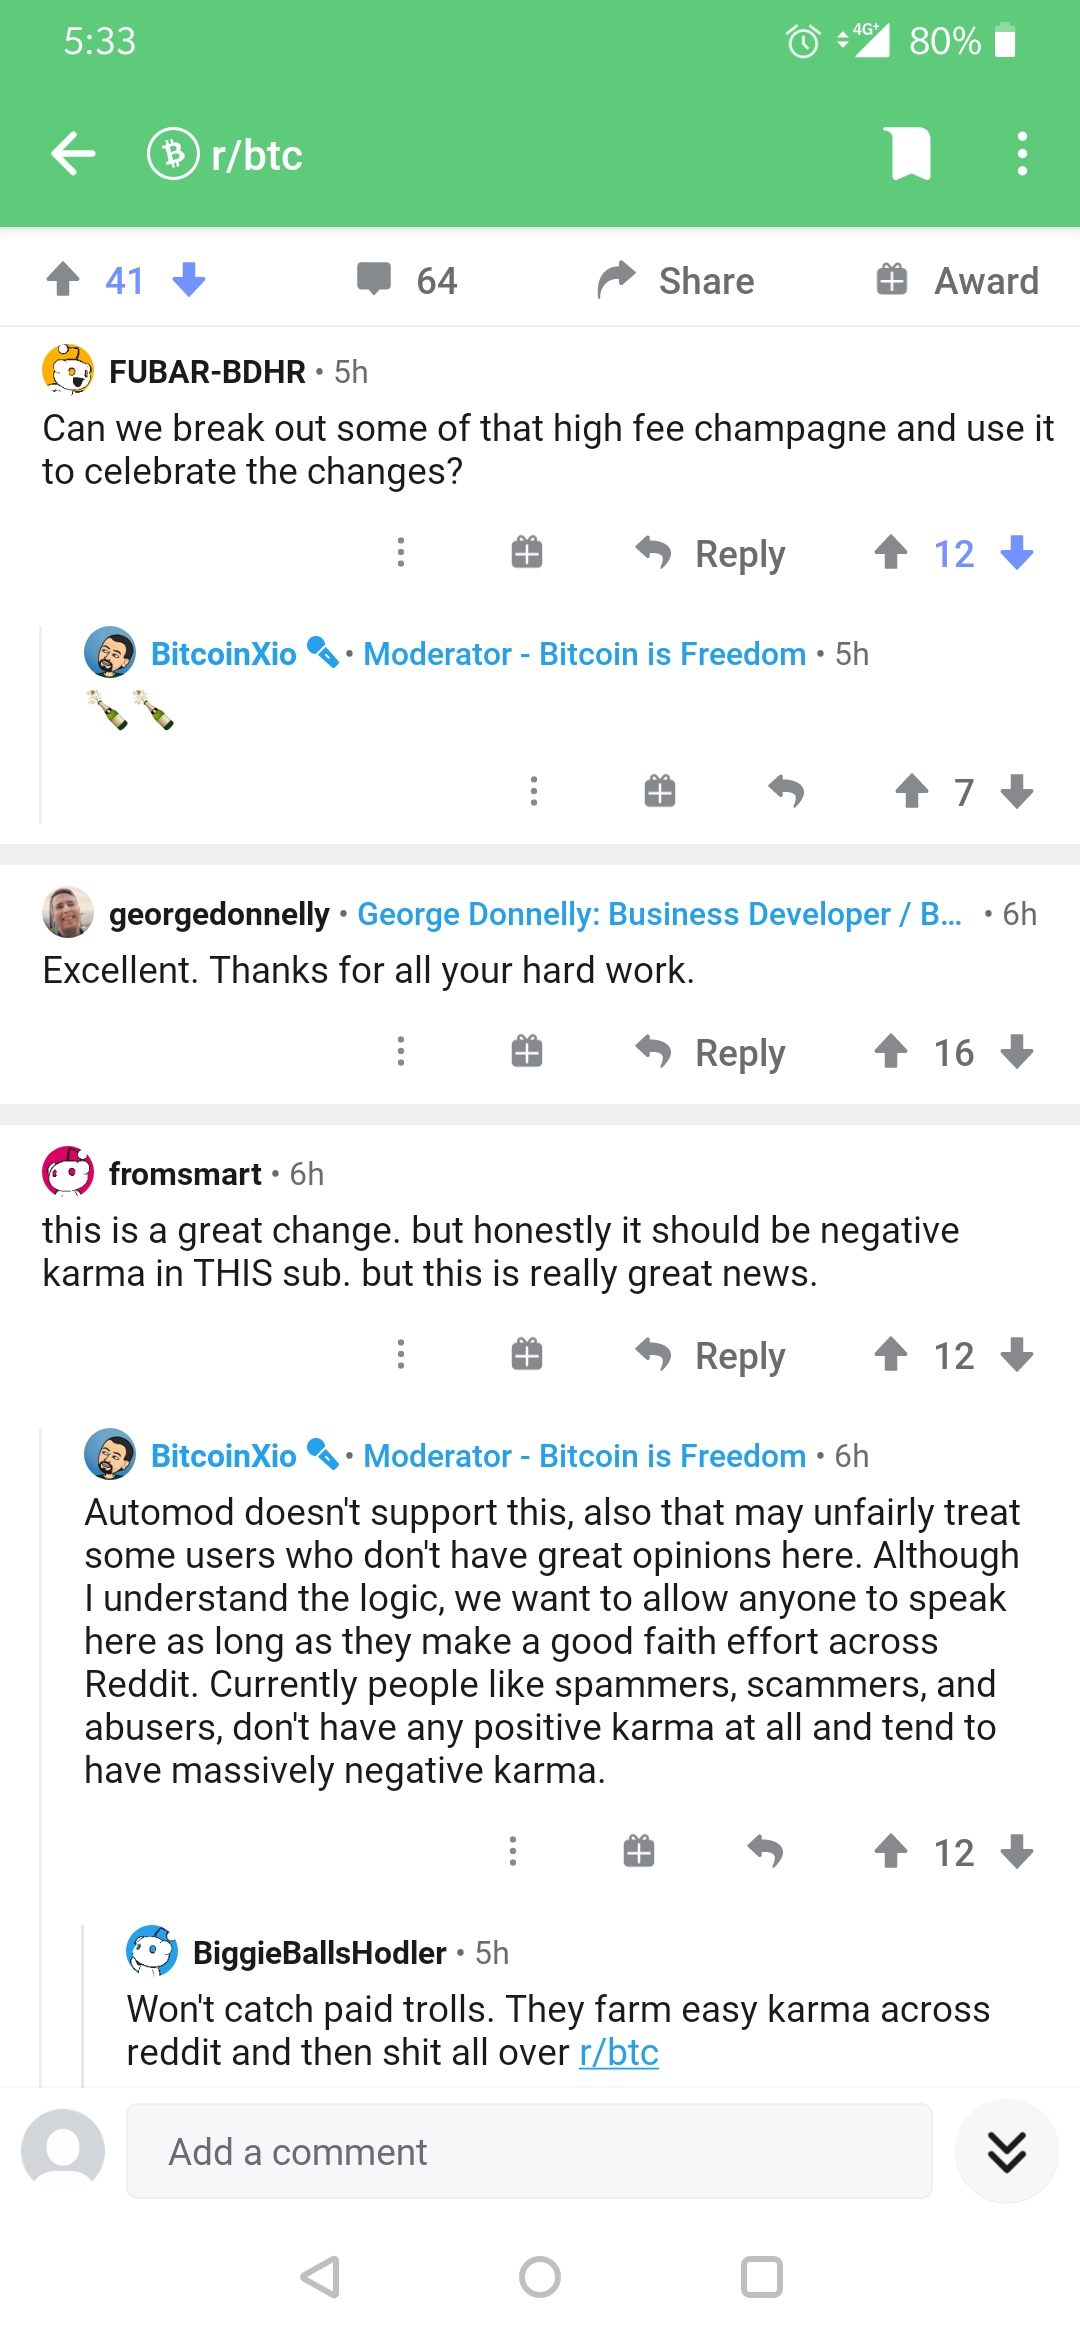 5:33
4G+ 80%
r/btc
41 64 Share Award
FUBAR-BDHR • 5h
Can we break out some of that high fee champagne and use it
to celebrate the changes?
Reply 12
BitcoinXio • Moderator - Bitcoin is Freedom • 5h
🍾🍾
7
georgedonnelly • George Donnelly: Business Developer / B... • 6h
Excellent. Thanks for all your hard work.
Reply 16
fromsmart • 6h
this is a great change. but honestly it should be negative
karma in THIS sub. but this is really great news.
Reply 12
BitcoinXio • Moderator - Bitcoin is Freedom • 6h
Automod doesn't support this, also that may unfairly treat
some users who don't have great opinions here. Although
I understand the logic, we want to allow anyone to speak
here as long as they make a good faith effort across
Reddit. Currently people like spammers, scammers, and
abusers, don't have any positive karma at all and tend to
have massively negative karma.
12
BiggieBallsHodler • 5h
Won't catch paid trolls. They farm easy karma across
reddit and then shit all over r/btc
Add a comment